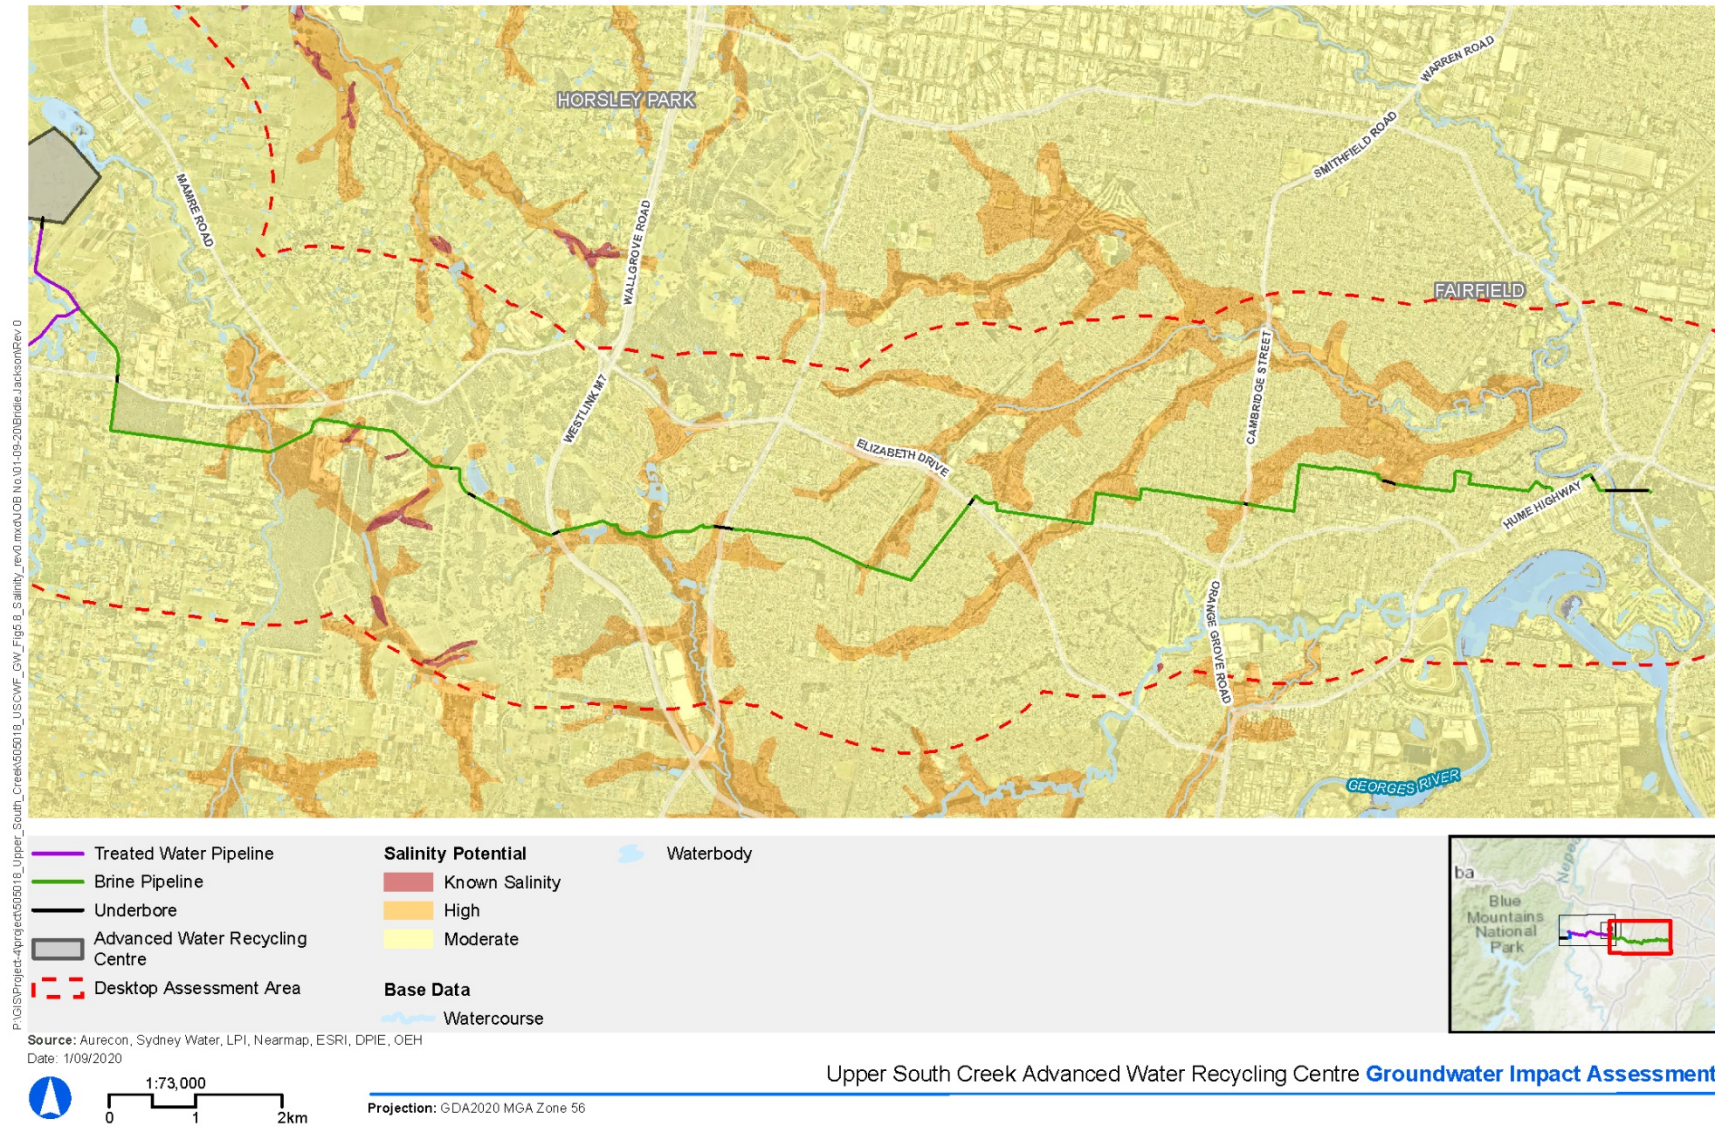 HORSLEY PARK
WARREN ROAD
SMITHFIELD ROAD
MAMRE ROAD
WALLGROVE ROAD
FAIRFIELD
CAMBRIDGE STREET
WESTLINK M7
ELIZABETH DRIVE
HUME HIGHWAY
ORANGE GROVE ROAD
GEORGES RIVER
Treated Water Pipeline
Brine Pipeline
Underbore
Advanced Water Recycling
Centre
Desktop Assessment Area
Salinity Potential
Known Salinity
High
Moderate
Base Data
Watercourse
Waterbody
ba
Blue
Mountains
National
Park
Source: Aurecon, Sydney Water, LPI, Nearmap, ESRI, DPIE, OEH
Date: 1/09/2020
1:73,000
0 1 2km
Projection: GDA2020 MGA Zone 56
Upper South Creek Advanced Water Recycling Centre Groundwater Impact Assessment